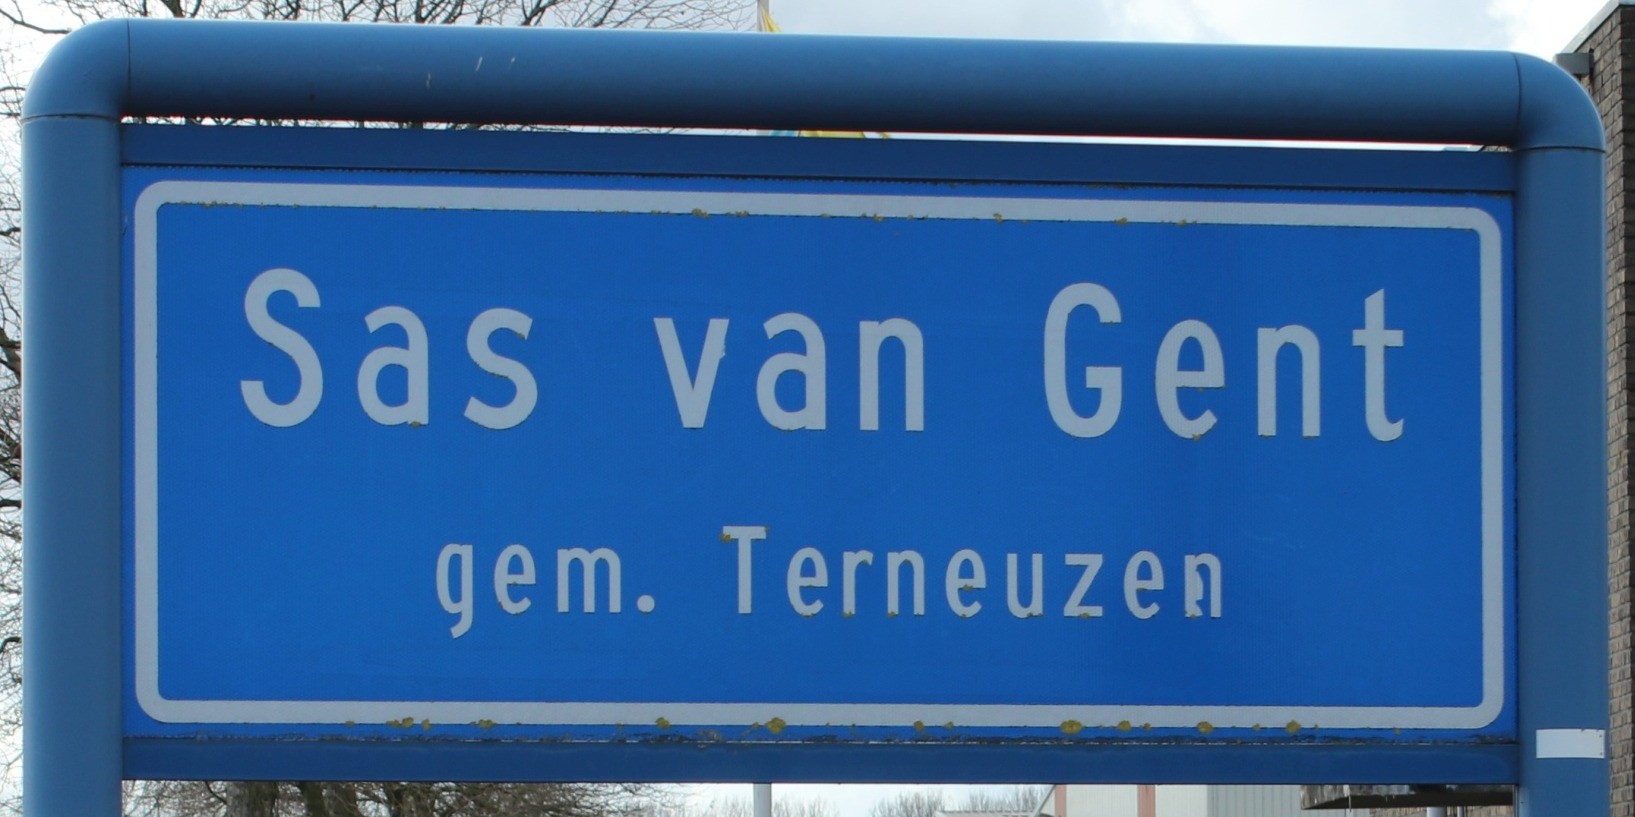 Sas van Gent
gem. Terneuzen